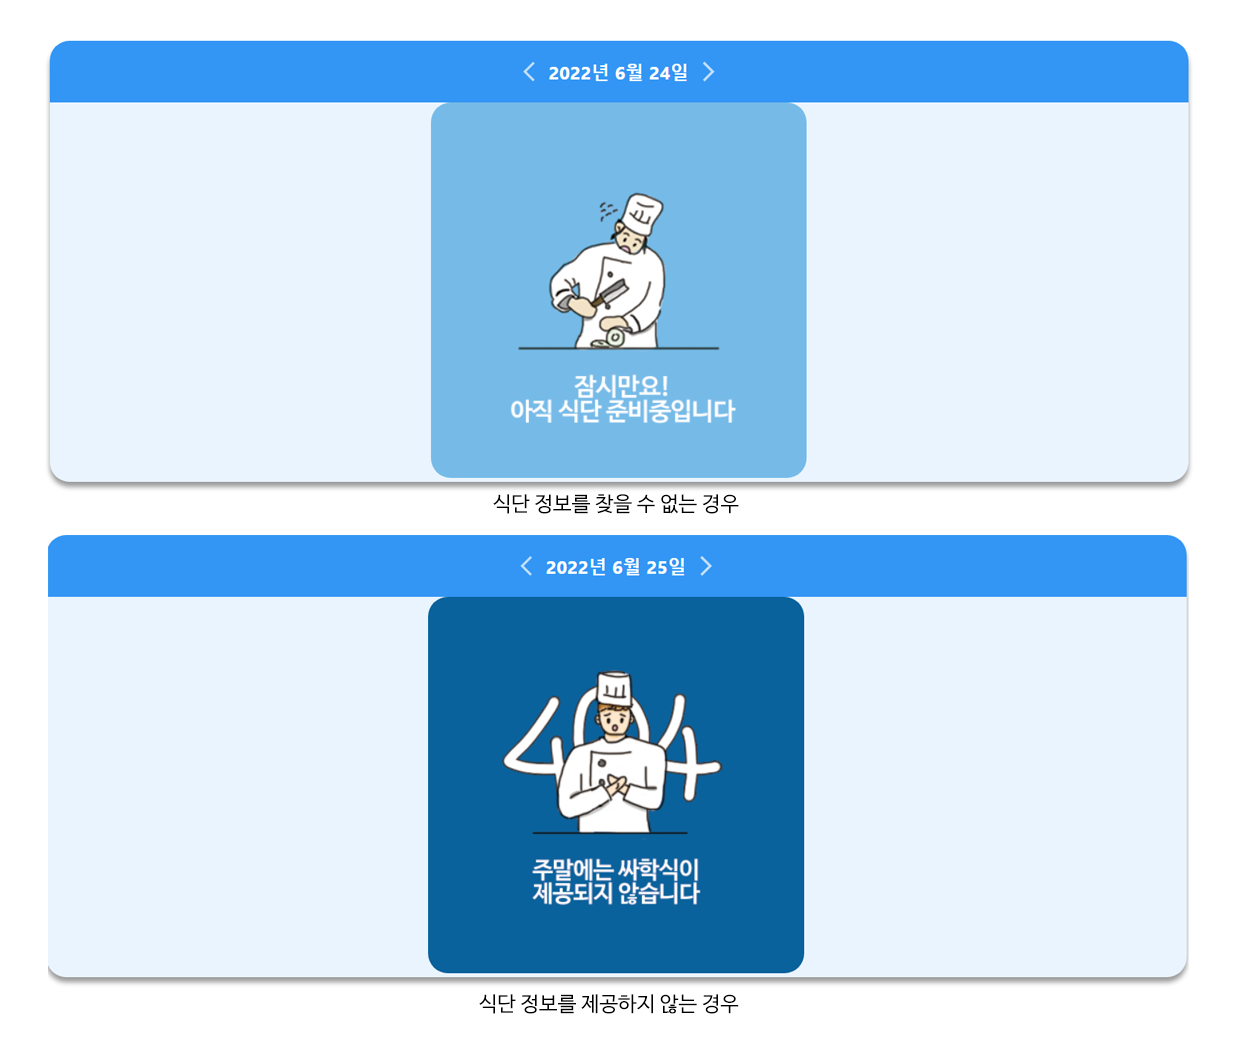 2022년 6월 24일
잠시만요!
아직 식단 준비중입니다
식단 정보를 찾을 수 없는 경우
2022년 6월 25일
404
주말에는 싸학식이
제공되지 않습니다
식단 정보를 제공하지 않는 경우